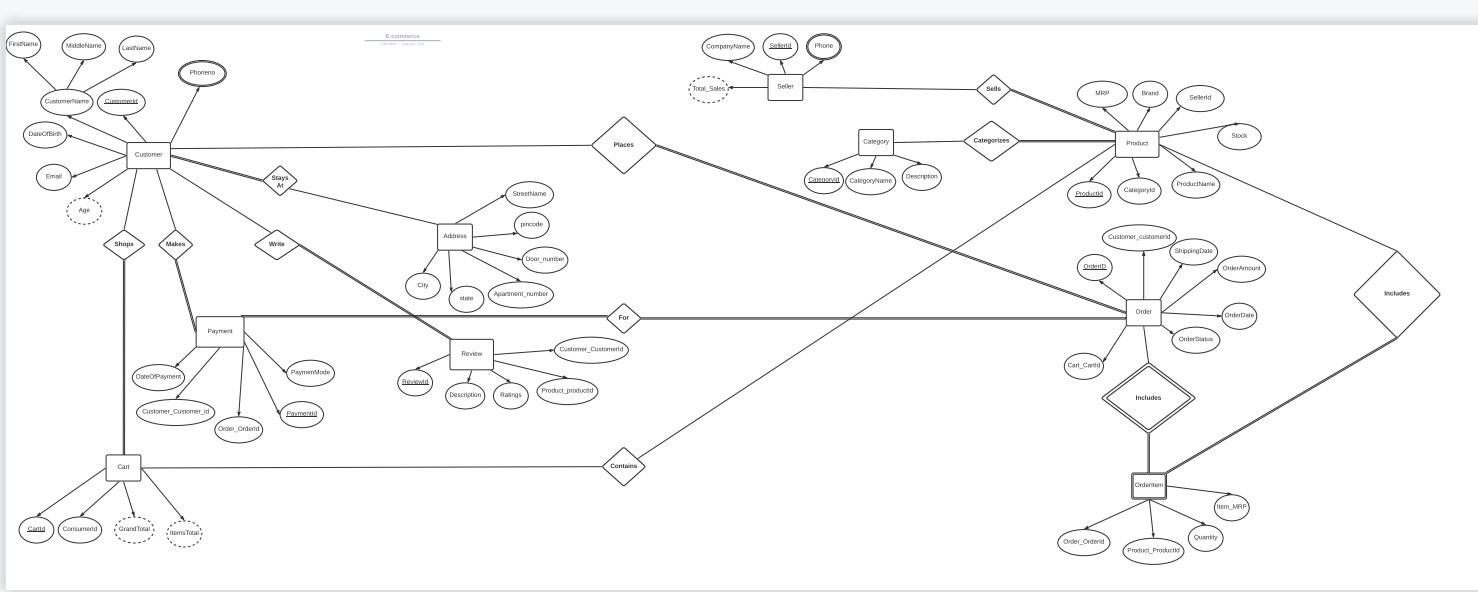 E-commerce
FirstName
MiddleName
LastName
Phoneno
CustomerName
CustomerId
DateOfBirth
Customer
Email
Age
Stays
At
Places
Shops
Makes
Write
StreetName
pincode
Address
Door_number
City
state
Apartment_number
CompanyName
SellerId
Phone
Total_Sales
Seller
Sells
MRP
Brand
SellerId
Stock
Category
Categorizes
Product
CategoryId
CategoryName
Description
ProductId
CategoryId
ProductName
Customer_customerId
ShippingDate
OrderID
OrderAmount
Order
OrderDate
OrderStatus
Cart_CartId
Includes
Includes
For
Payment
DateOfPayment
PaymenMode
Customer_Customer_id
Order_OrderId
PaymentId
Review
Customer_CustomerId
ReviewId
Description
Ratings
Product_productId
Cart
Contains
CartId
ConsumerId
GrandTotal
ItemsTotal
OrderItem
Item_MRP
Order_OrderId
Product_ProductId
Quantity